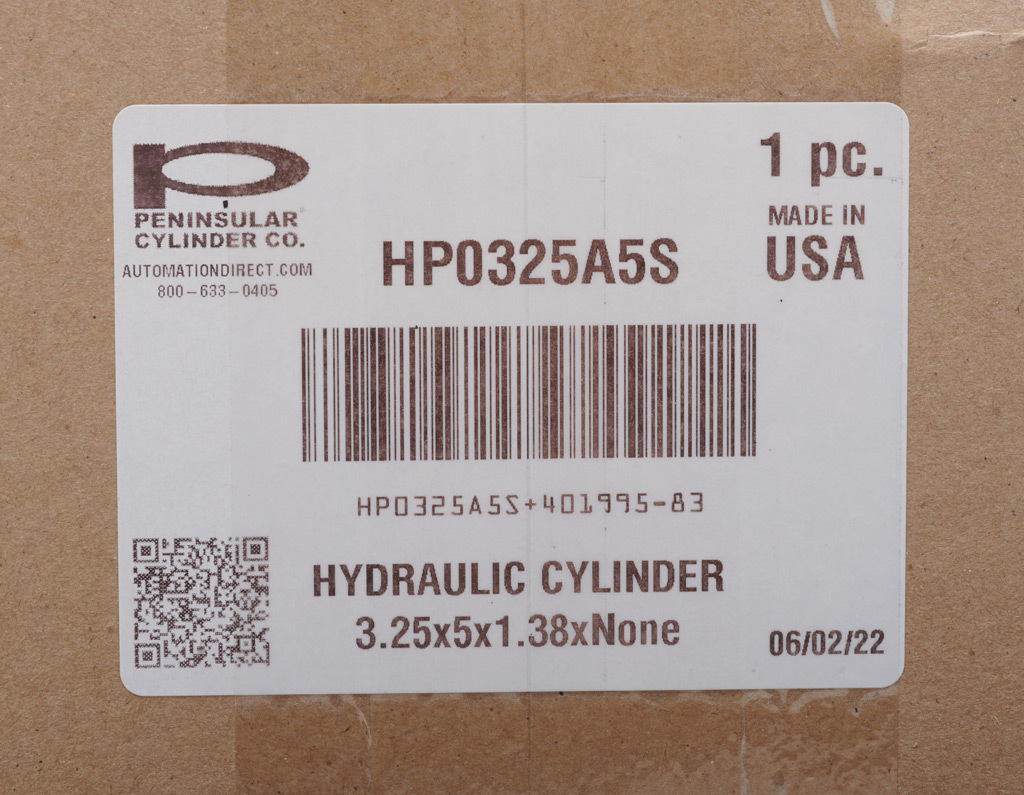 1 pc.
PENINSULAR
CYLINDER CO.
AUTOMATIONDIRECT.COM
800-633-0405
HP0325A5S
MADE IN
USA
HP0325A5S+401995-83
HYDRAULIC CYLINDER
3.25x5x1.38xNone
06/02/22